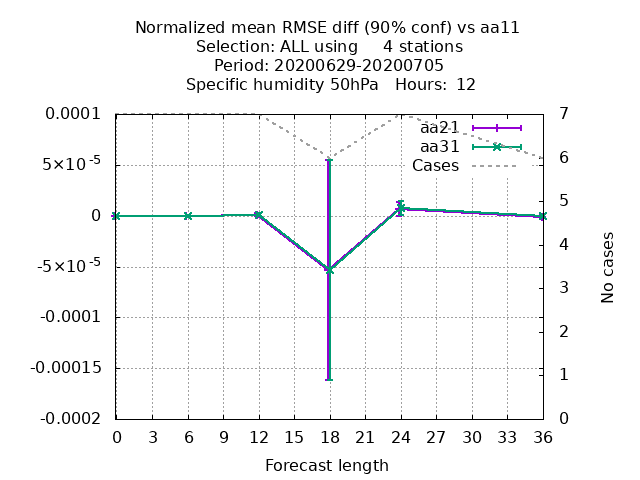 Normalized mean RMSE diff (90% conf) vs aa11
Selection: ALL using     4 stations
Period: 20200629-20200705
Specific humidity 50hPa   Hours: 12
0.0001
5×10⁻⁵
0
-5×10⁻⁵
-0.0001
-0.00015
-0.0002
7
6
5
4
3
2
1
0
aa21
aa31
Cases
No cases
0 3 6 9 12 15 18 21 24 27 30 33 36
Forecast length